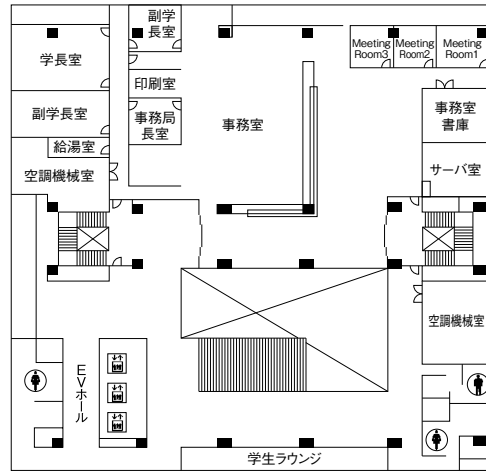 副学
長室
学長室
Meeting
Room3
Meeting
Room2
Meeting
Room1
印刷室
副学長室
事務局
長室
事務室
事務室
書庫
給湯室
空調機械室
サーバ室
空調機械室
EVホール
学生ラウンジ